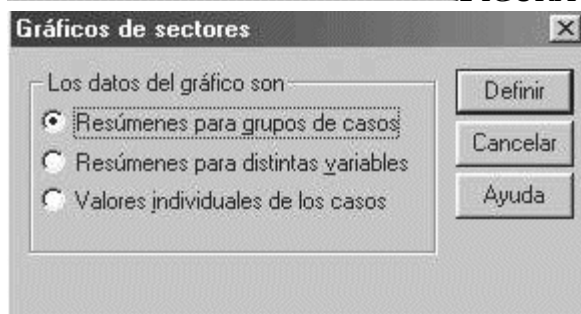 Gráficos de sectores
Los datos del gráfico son
Resúmenes para grupos de casos
Resúmenes para distintas variables
Valores individuales de los casos
Definir
Cancelar
Ayuda